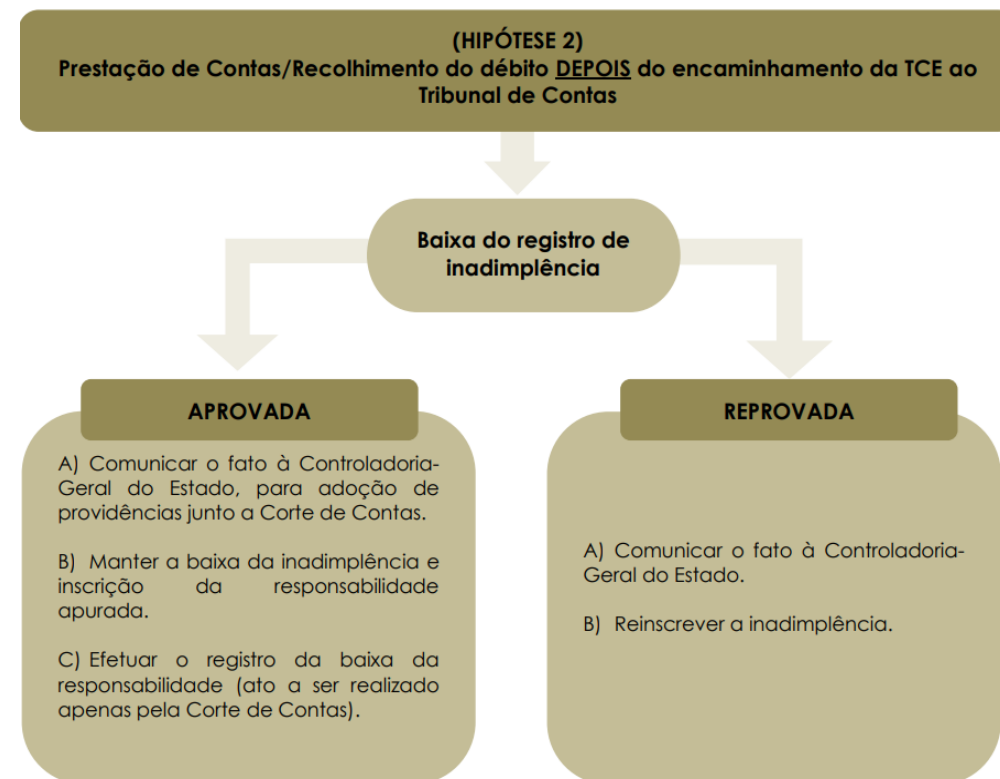 (HIPÓTESE 2)
Prestação de Contas/Recolhimento do débito DEPOIS do encaminhamento da TCE ao
Tribunal de Contas
Baixa do registro de
inadimplência
APROVADA
A) Comunicar o fato à Controladoria-
Geral do Estado, para adoção de
providências junto a Corte de Contas.
B) Manter a baixa da inadimplência e
inscrição da responsabilidade
apurada.
C) Efetuar o registro da baixa da
responsabilidade (ato a ser realizado
apenas pela Corte de Contas).
REPROVADA
A) Comunicar o fato à Controladoria-
Geral do Estado.
B) Reinscrever a inadimplência.